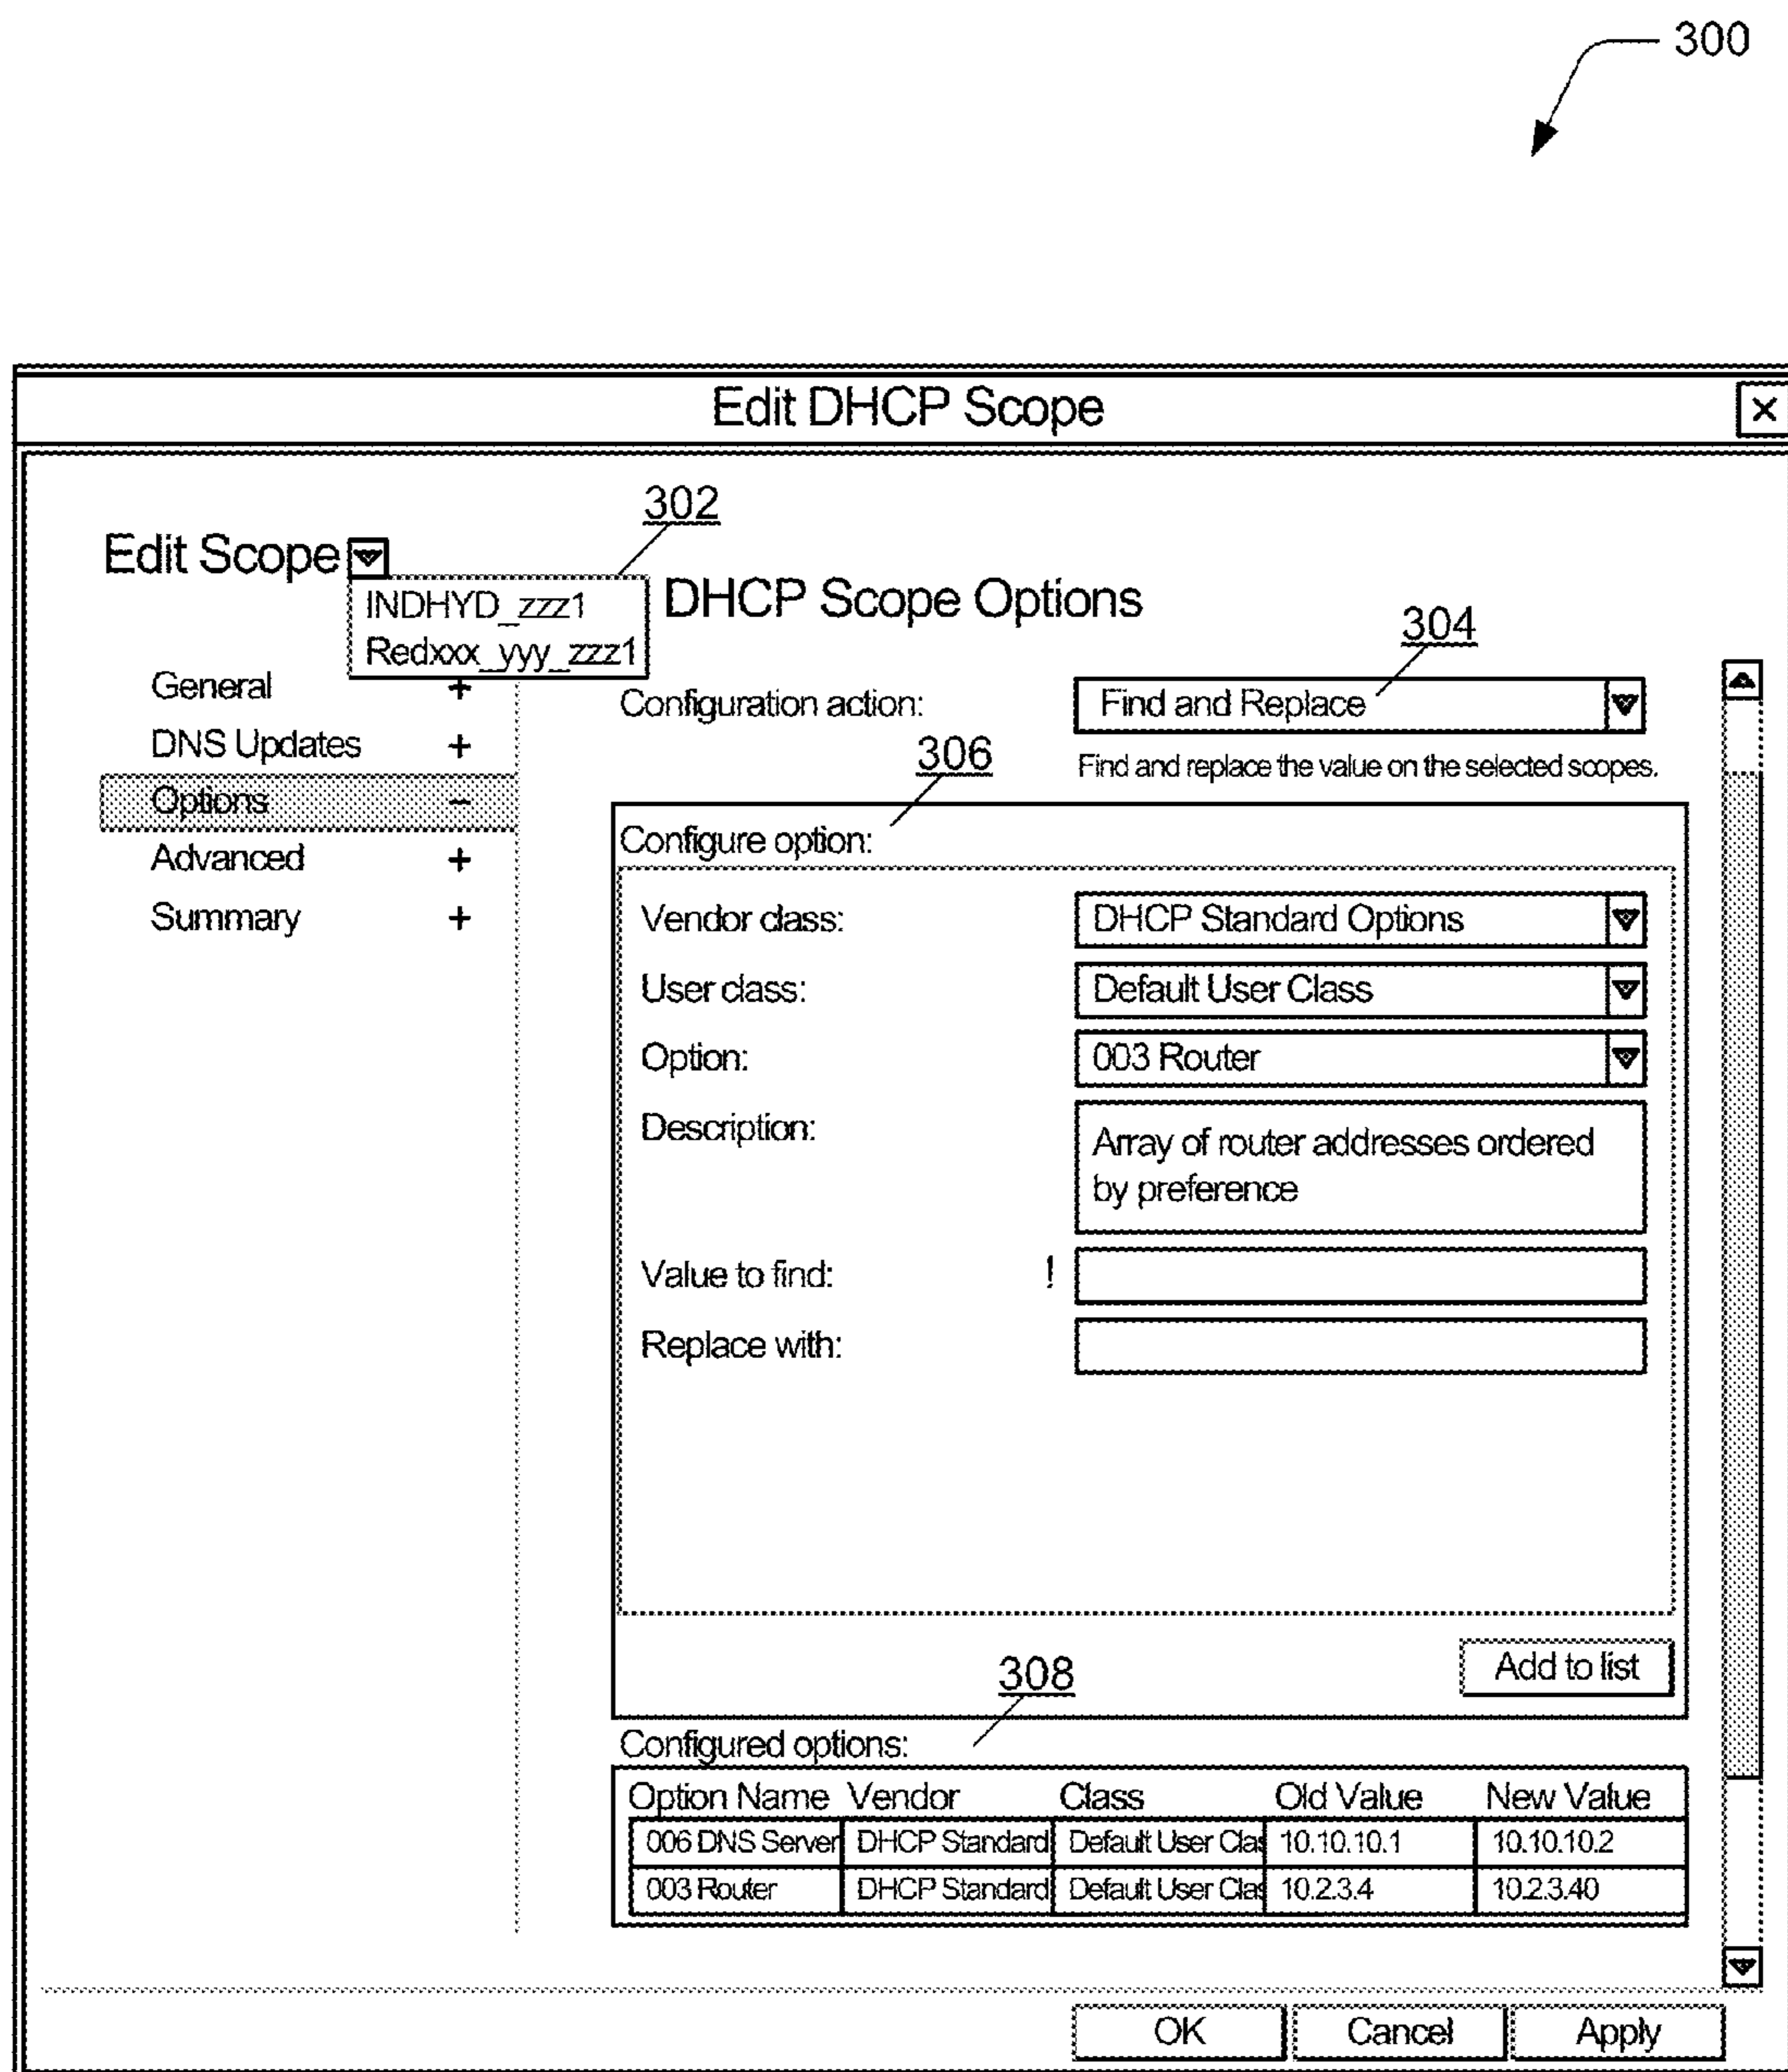 300
Edit DHCP Scope
×
302
Edit Scope
INDHYD_zzz1
Redxxx_yyy_zzz1
DHCP Scope Options
304
General +
DNS Updates +
Options –
Advanced +
Summary +
Configuration action: Find and Replace
306
Find and replace the value on the selected scopes.
Configure option:
Vendor class: DHCP Standard Options
User class: Default User Class
Option: 003 Router
Description: Array of router addresses ordered
by preference
Value to find: !
Replace with:
Add to list
308
Configured options:
Option Name Vendor Class Old Value New Value
006 DNS Server DHCP Standard Default User Clas 10.10.10.1 10.10.10.2
003 Router DHCP Standard Default User Clas 10.2.3.4 10.2.3.40
OK Cancel Apply